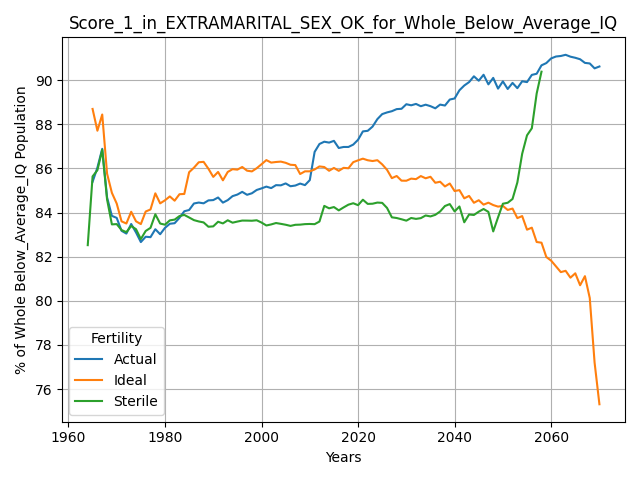 Score_1_in_EXTRAMARITAL_SEX_OK_for_Whole_Below_Average_IQ
% of Whole Below_Average_IQ Population
90
88
86
84
82
80
78
76
Fertility
Actual
Ideal
Sterile
1960 1980 2000 2020 2040 2060
Years